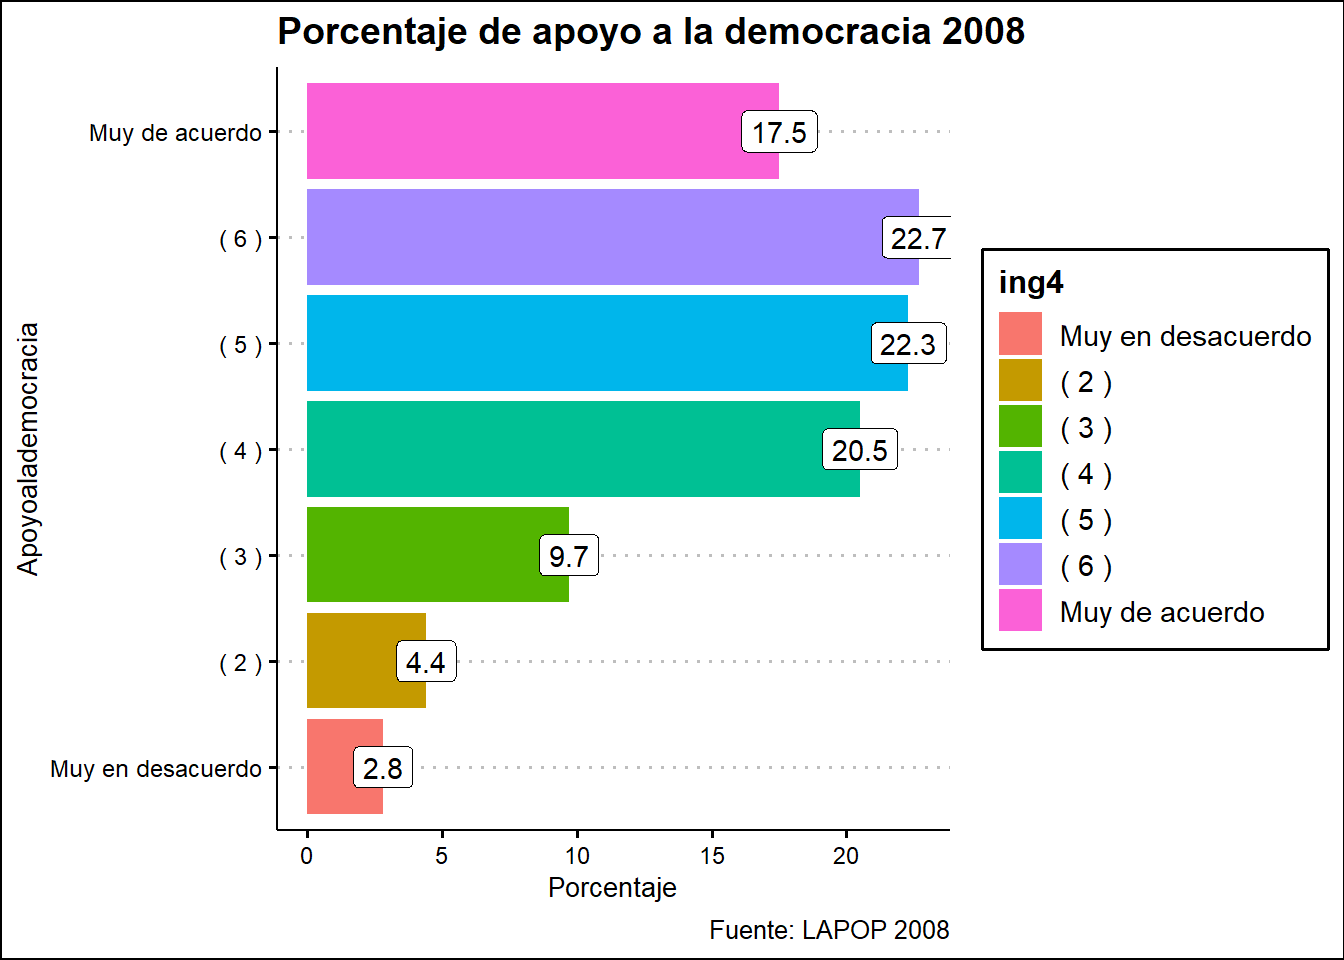 Porcentaje de apoyo a la democracia 2008
Apoyoalademocracia
Muy de acuerdo
17.5
( 6 )
22.7
( 5 )
22.3
( 4 )
20.5
( 3 )
9.7
( 2 )
4.4
Muy en desacuerdo
2.8
0 5 10 15 20
Porcentaje
Fuente: LAPOP 2008
ing4
Muy en desacuerdo
( 2 )
( 3 )
( 4 )
( 5 )
( 6 )
Muy de acuerdo